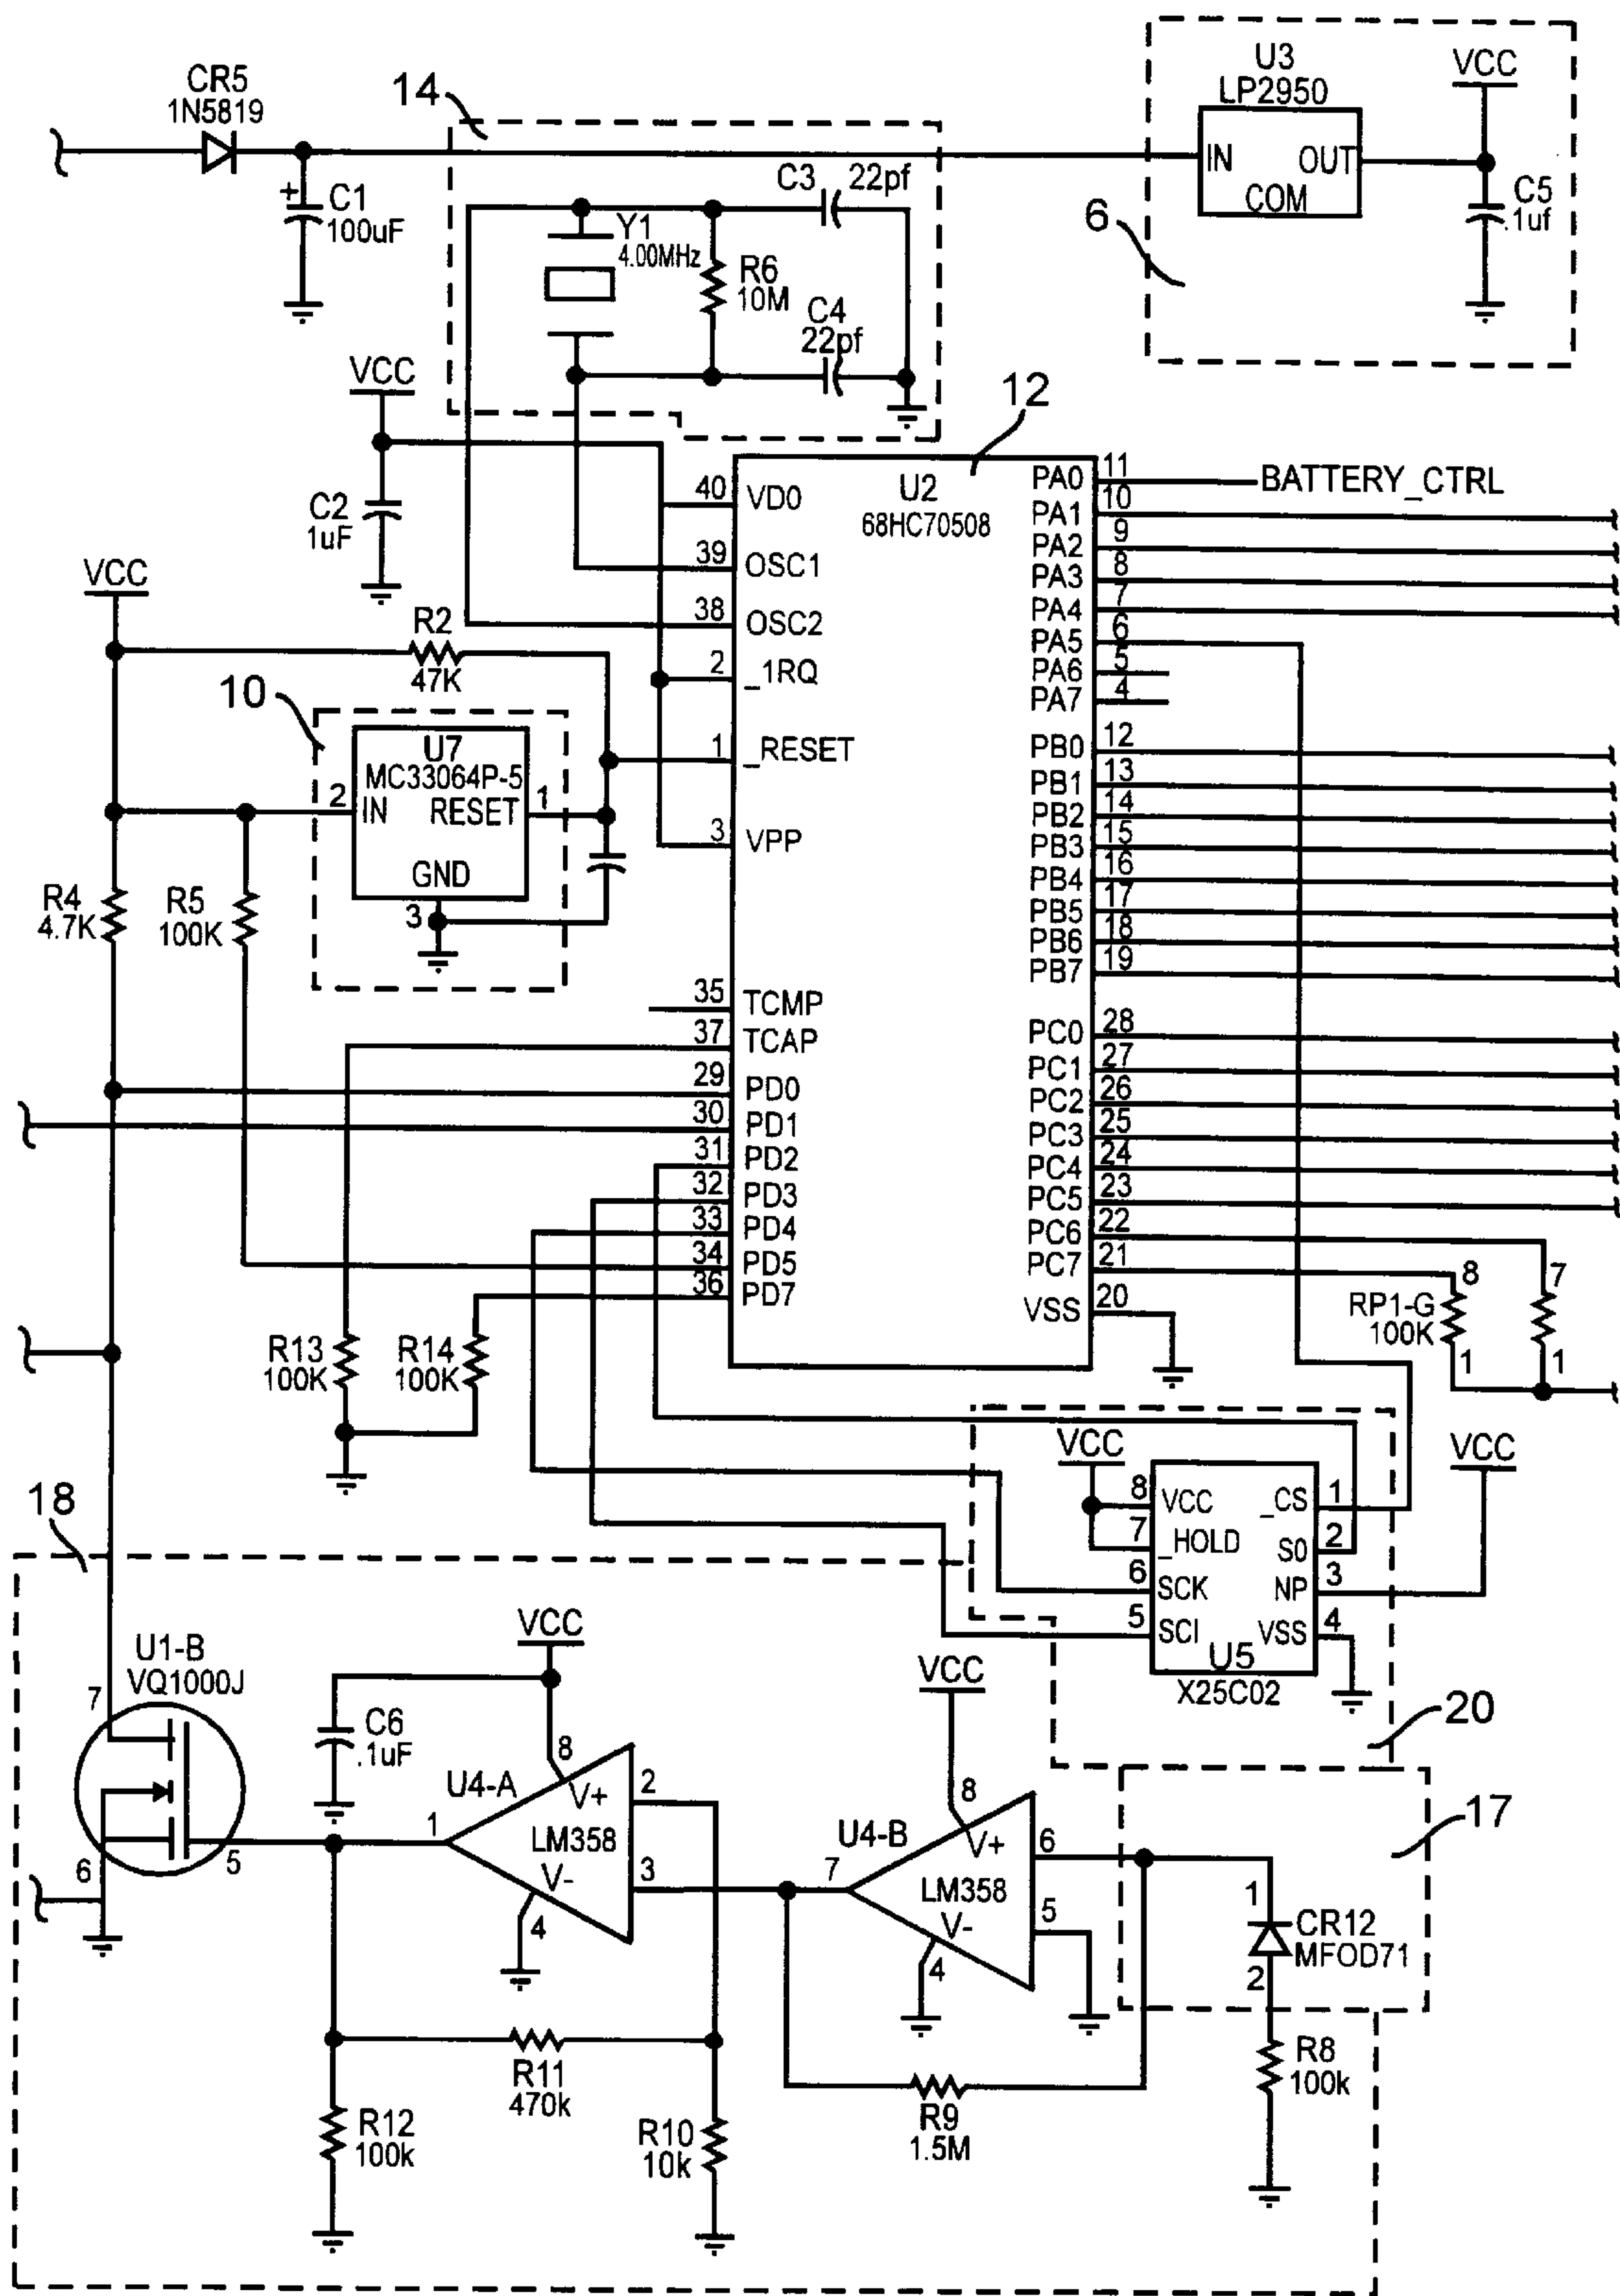 CR5
1N5819
14
U3
LP2950
VCC
IN
OUT
COM
C5
.1uf
6
+
C1
100uF
C3
22pf
Y1
4.00MHz
R6
10M
C4
22pf
VCC
C2
1uF
12
U2
68HC70508
40
VD0
39
OSC1
38
OSC2
2
_1RQ
1
_RESET
3
VPP
35
TCMP
37
TCAP
29
PD0
30
PD1
31
PD2
32
PD3
33
PD4
34
PD5
36
PD7
PA0
11
BATTERY_CTRL
PA1
10
PA2
9
PA3
8
PA4
7
PA5
6
PA6
5
PA7
4
PB0
12
PB1
13
PB2
14
PB3
15
PB4
16
PB5
17
PB6
18
PB7
19
PC0
28
PC1
27
PC2
26
PC3
25
PC4
24
PC5
23
PC6
22
PC7
21
VSS
20
VCC
R2
47K
10
U7
MC33064P-5
2
IN
RESET
1
GND
3
R4
4.7K
R5
100K
R13
100K
R14
100K
8
7
RP1-G
100K
1
1
VCC
VCC
8
VCC
_CS
1
7
_HOLD
S0
2
6
SCK
NP
3
5
SCI
VSS
4
U5
X25C02
20
18
U1-B
VQ1000J
7
6
5
VCC
C6
.1uF
8
U4-A
V+
2
1
LM358
3
V-
4
VCC
8
U4-B
V+
6
7
LM358
5
V-
4
17
1
CR12
MFOD71
2
R8
100k
R11
470k
R9
1.5M
R12
100k
R10
10k